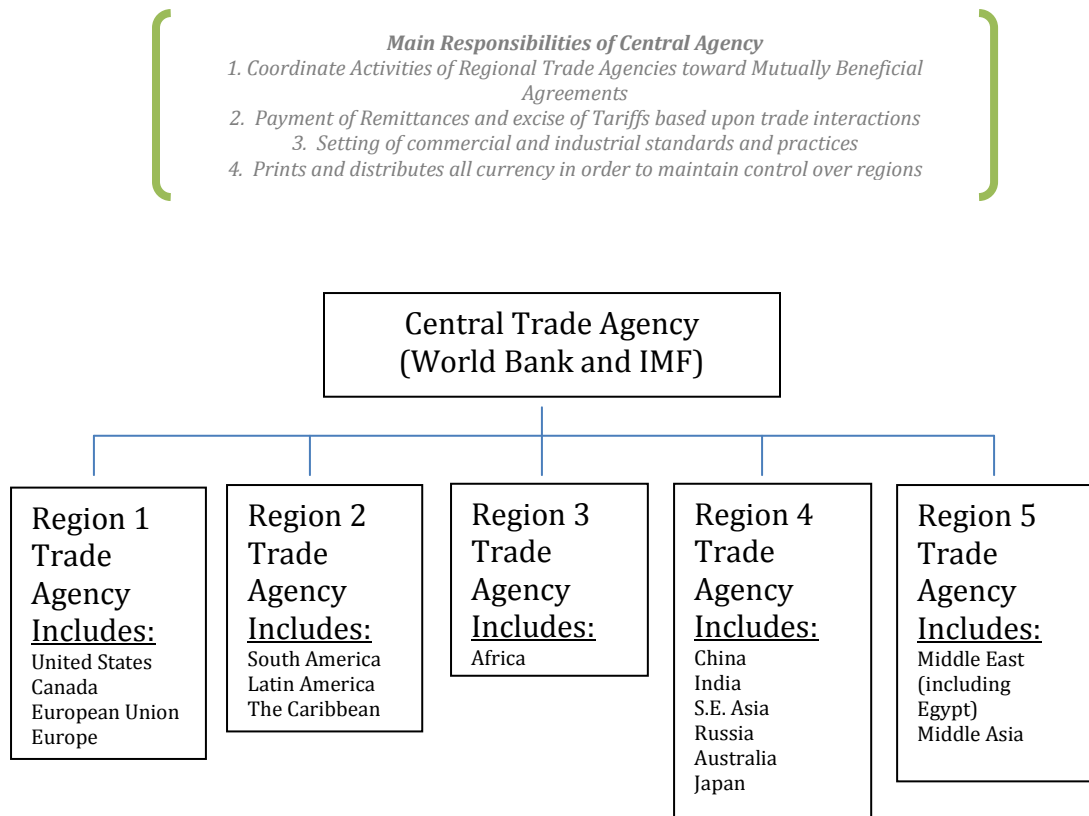 Main Responsibilities of Central Agency
1. Coordinate Activities of Regional Trade Agencies toward Mutually Beneficial
Agreements
2. Payment of Remittances and excise of Tariffs based upon trade interactions
3. Setting of commercial and industrial standards and practices
4. Prints and distributes all currency in order to maintain control over regions
Central Trade Agency
(World Bank and IMF)
Region 1
Trade
Agency
Includes:
United States
Canada
European Union
Europe
Region 2
Trade
Agency
Includes:
South America
Latin America
The Caribbean
Region 3
Trade
Agency
Includes:
Africa
Region 4
Trade
Agency
Includes:
China
India
S.E. Asia
Russia
Australia
Japan
Region 5
Trade
Agency
Includes:
Middle East
(including
Egypt)
Middle Asia